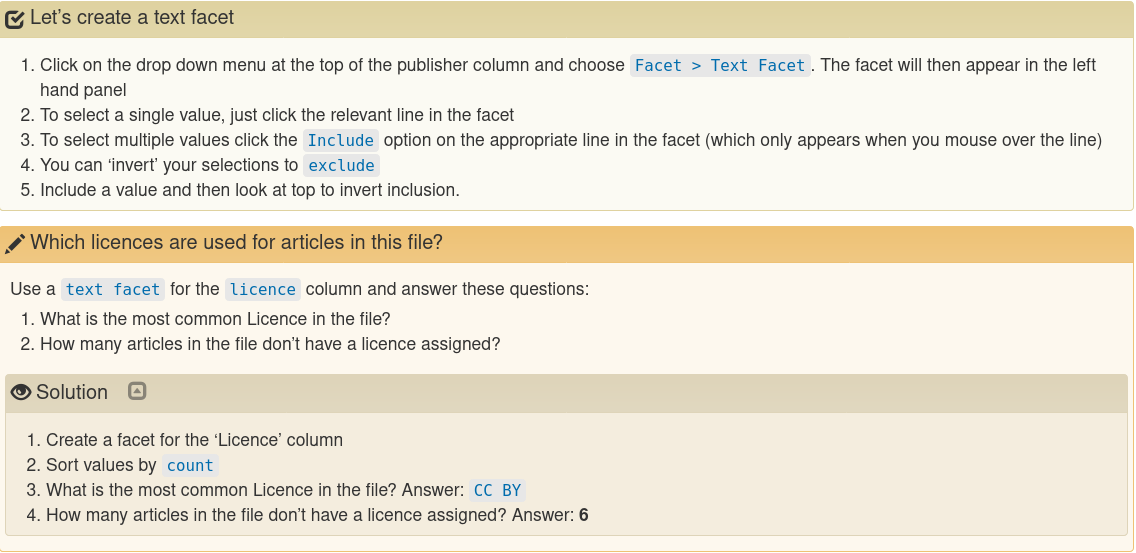 Let’s create a text facet
1. Click on the drop down menu at the top of the publisher column and choose Facet > Text Facet. The facet will then appear in the left
hand panel
2. To select a single value, just click the relevant line in the facet
3. To select multiple values click the Include option on the appropriate line in the facet (which only appears when you mouse over the line)
4. You can ‘invert’ your selections to exclude
5. Include a value and then look at top to invert inclusion.
Which licences are used for articles in this file?
Use a text facet for the licence column and answer these questions:
1. What is the most common Licence in the file?
2. How many articles in the file don’t have a licence assigned?
Solution
1. Create a facet for the ‘Licence’ column
2. Sort values by count
3. What is the most common Licence in the file? Answer: CC BY
4. How many articles in the file don’t have a licence assigned? Answer: 6